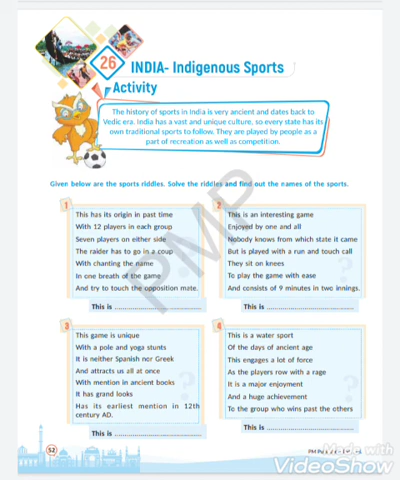 26
INDIA- Indigenous Sports
Activity
The history of sports in India is very ancient and dates back to
Vedic era. India has a vast and unique culture, so every state has its
own traditional sports to follow. They are played by people as a
part of recreation as well as competition.
Given below are the sports riddles. Solve the riddles and find out the names of the sports.
1
This has its origin in past time
With 12 players in each group
Seven players on either side
The raider has to go in a coup
With chanting the name
In one breath of the game
And try to touch the opposition mate.
This is ........................................
2
This is an interesting game
Enjoyed by one and all
Nobody knows from which state it came
But is played with a run and touch call
They sit on knees
To play the game with ease
And consists of 9 minutes in two innings.
This is ........................................
3
This game is unique
With a pole and yoga stunts
It is neither Spanish nor Greek
And attracts us all at once
With mention in ancient books
It has grand looks
Has its earliest mention in 12th
century AD.
This is ........................................
4
This is a water sport
Of the days of ancient age
This engages a lot of force
As the players row with a rage
It is a major enjoyment
And a huge achievement
To the group who wins past the others
This is ........................................
PMP
52
Made with
VideoShow